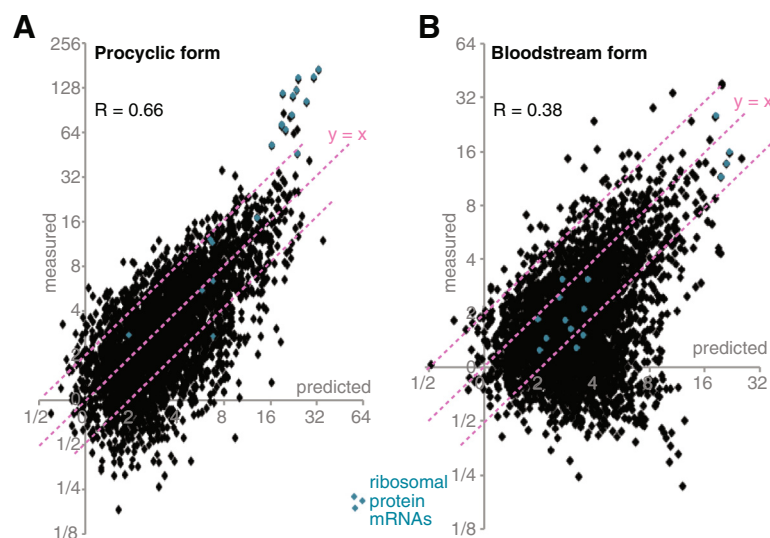 A
Procyclic form
R = 0.66
y = x
256
128
64
32
16
8
4
2
0
1/2
1/4
1/8
measured
predicted
1/2
0
2
4
8
16
32
64
B
Bloodstream form
R = 0.38
y = x
64
32
16
8
4
2
0
1/2
1/4
1/8
measured
predicted
1/2
0
2
4
8
16
32
ribosomal
protein
mRNAs